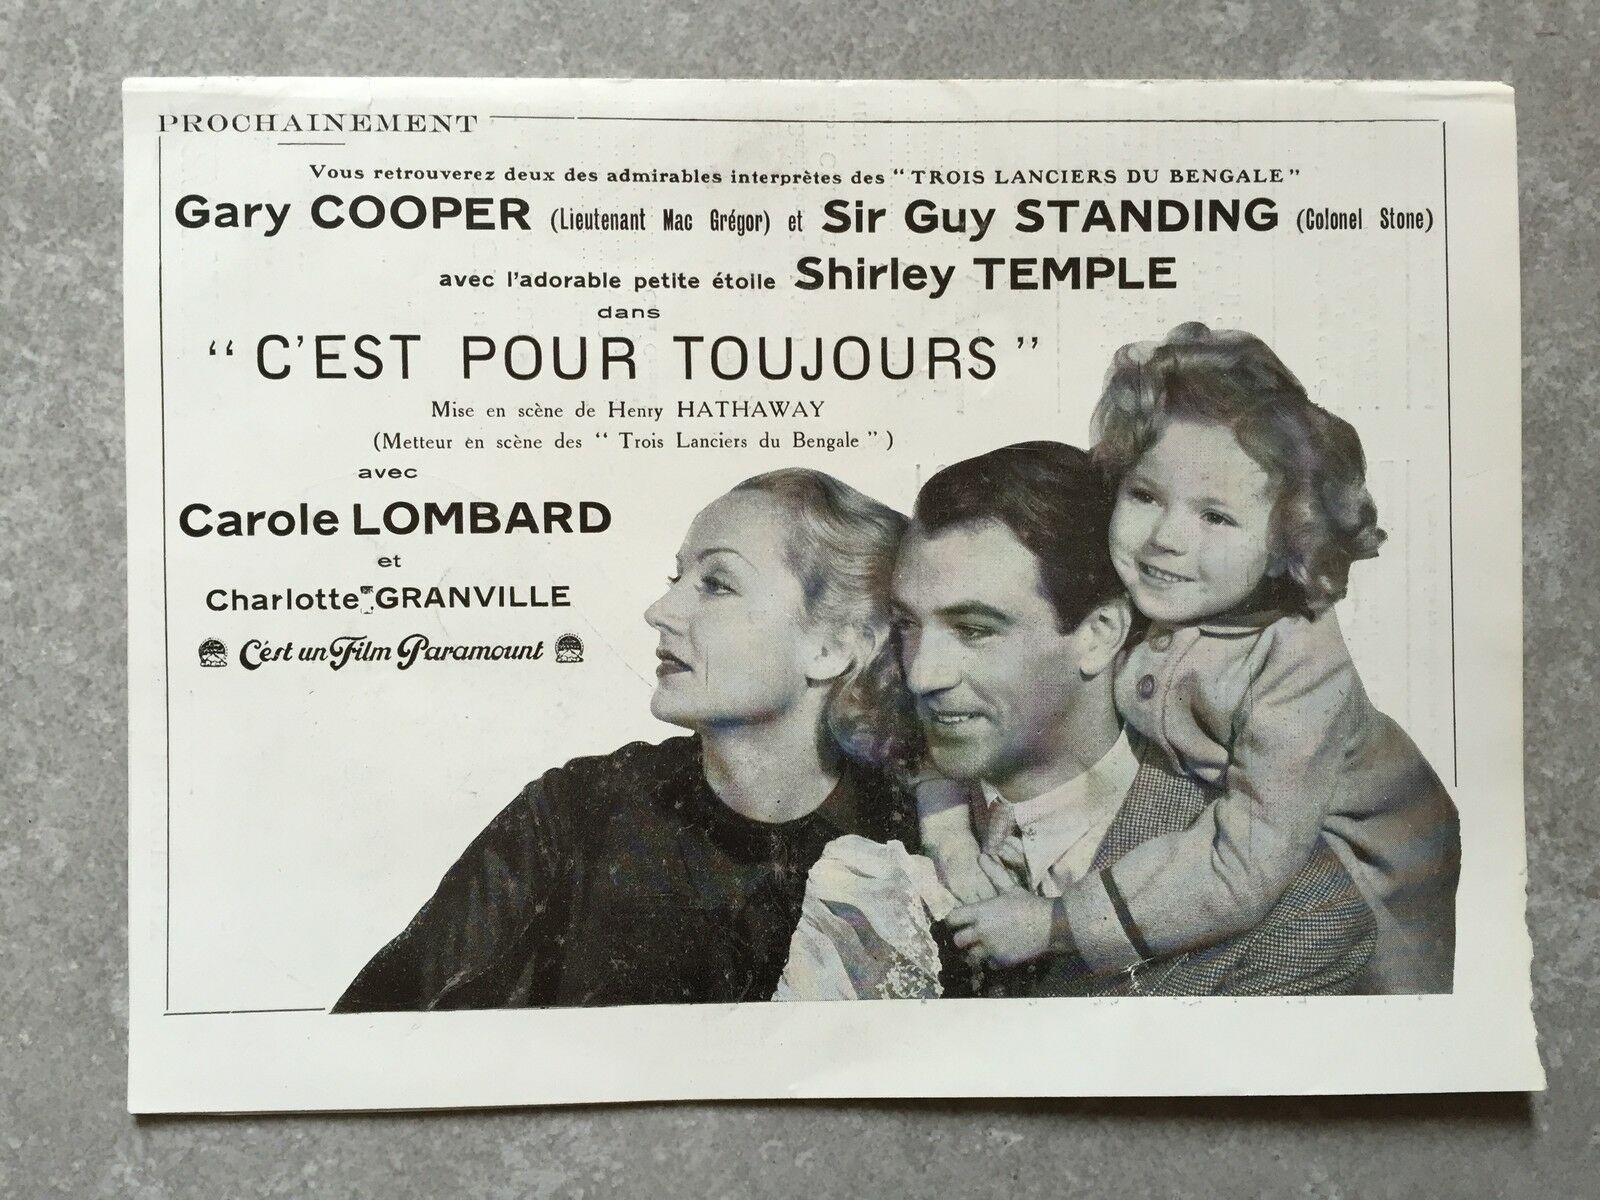 PROCHAINEMENT
Vous retrouverez deux des admirables interprètes des “ TROIS LANCIERS DU BENGALE ”
Gary COOPER (Lieutenant Mac Grégor) et Sir Guy STANDING (Colonel Stone)
avec l'adorable petite étoile Shirley TEMPLE
dans
“ C'EST POUR TOUJOURS ”
Mise en scène de Henry HATHAWAY
(Metteur en scène des “ Trois Lanciers du Bengale ” )
avec
Carole LOMBARD
et
Charlotte GRANVILLE
C'est un Film Paramount